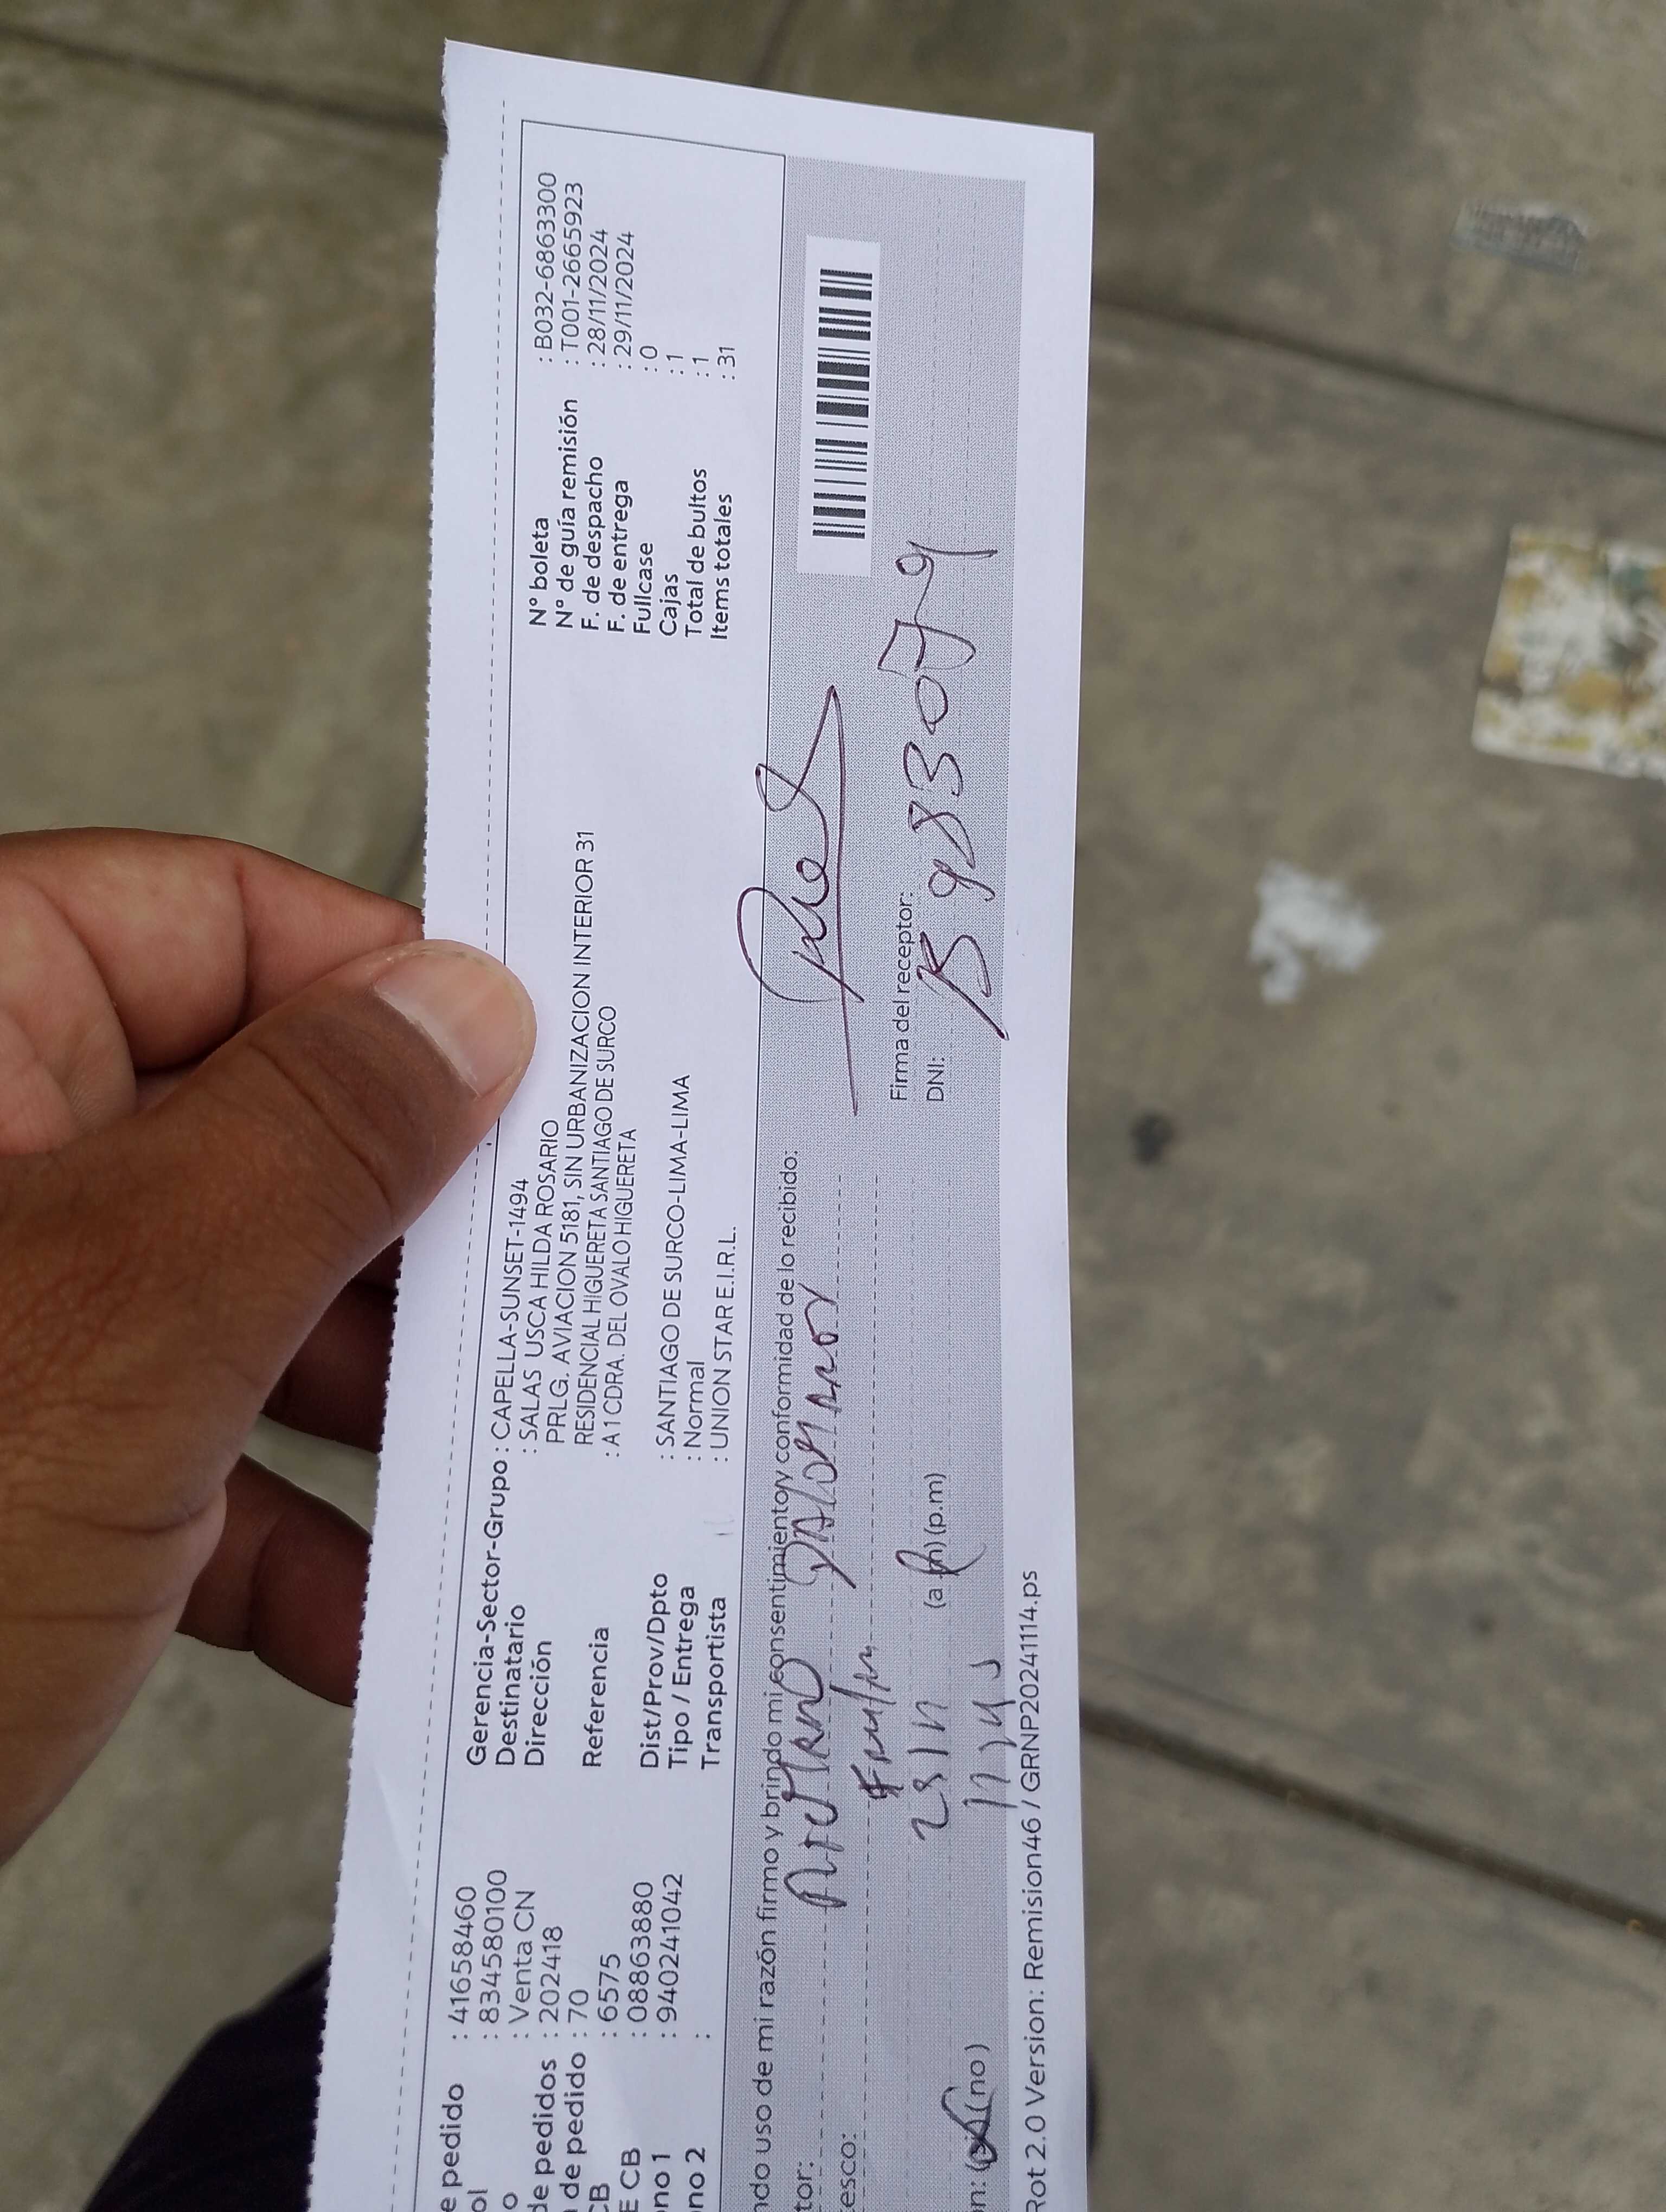 e pedido : 41658460
ol : 834580100
o : Venta CN
de pedidos : 202418
de pedido : 70
CB : 6575
E CB : 08863880
no 1 : 940241042
no 2 :
Gerencia-Sector-Grupo : CAPELLA-SUNSET-1494
Destinatario : SALAS USCA HILDA ROSARIO
Dirección PRLG. AVIACION 5181, SIN URBANIZACION INTERIOR 31
RESIDENCIAL HIGUERETA SANTIAGO DE SURCO
Referencia : A 1 CDRA. DEL OVALO HIGUERETA
Dist/Prov/Dpto : SANTIAGO DE SURCO-LIMA-LIMA
Tipo / Entrega : Normal
Transportista : UNION STAR E.I.R.L.
N° boleta : B032-6863300
N° de guía remisión : T001-2665923
F. de despacho : 28/11/2024
F. de entrega : 29/11/2024
Fullcase : 0
Cajas : 1
Total de bultos : 1
Items totales : 31
ndo uso de mi razón firmo y brindo mi consentimiento y conformidad de lo recibido:
tor:
esco:
(a.m) (p.m)
n: (si) (no)
Firma del receptor:
DNI:
Rot 2.0 Version: Remision46 / GRNP20241114.ps